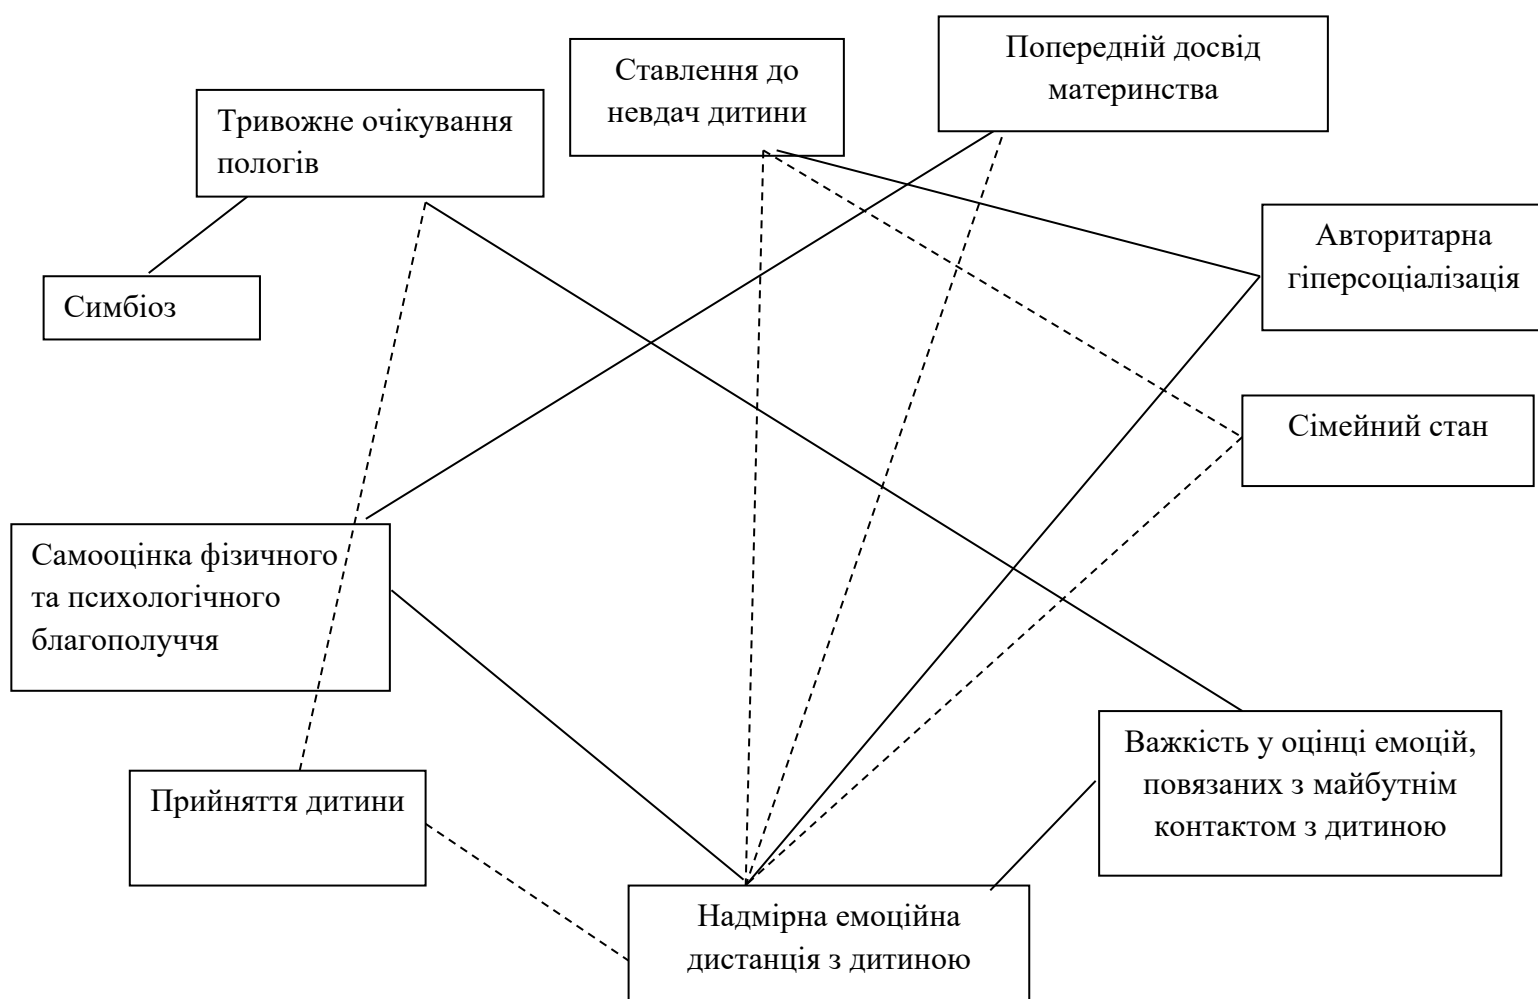 Попередній досвід
материнства
Ставлення до
невдач дитини
Тривожне очікування
пологів
Авторитарна
гіперсоціалізація
Симбіоз
Сімейний стан
Самооцінка фізичного
та психологічного
благополуччя
Важкість у оцінці емоцій,
повязаних з майбутнім
контактом з дитиною
Прийняття дитини
Надмірна емоційна
дистанція з дитиною